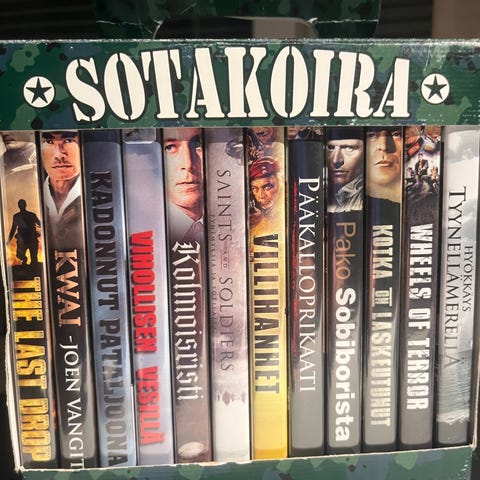 SOTAKOIRA
THE LAST DROP
KWAI -JOEN VANGIT
KADONNUT PATALJOONA
VIHOLLISEN VESILLÄ
Kolmoisristi
SAINTS AND SOLDIERS
VILLIHANHET
PÄÄKALLOPRIKAATI
Pako Sobiborista
KOTKA ON LASKEUTUNUT
WHEELS OF TERROR
HYÖKKÄYS
TYYNELLÄMERELLÄ